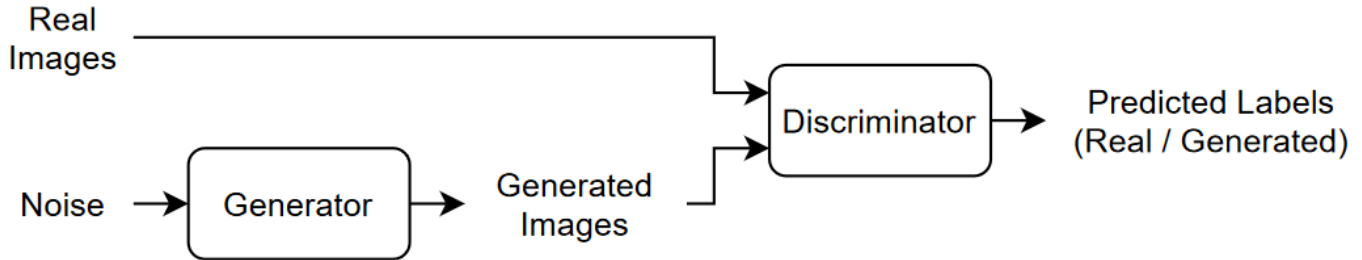 Real
Images
Discriminator
Predicted Labels
(Real / Generated)
Noise
Generator
Generated
Images